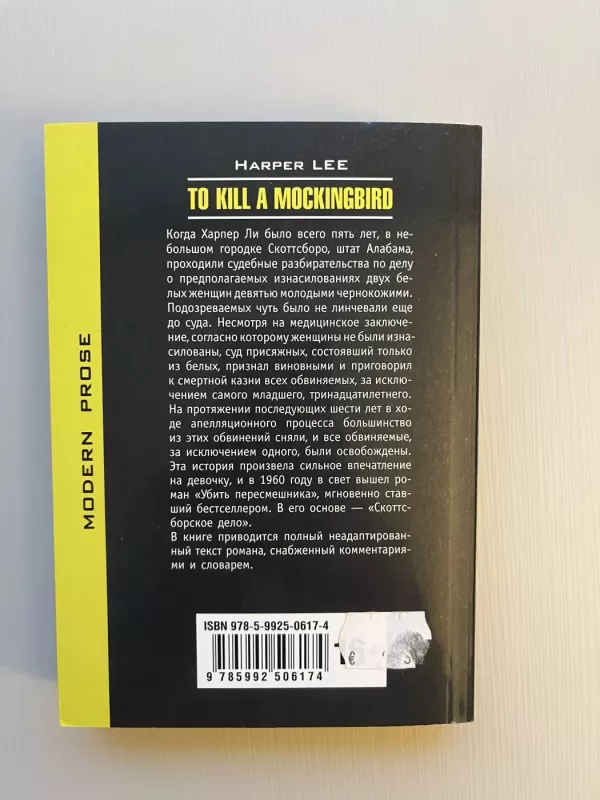 HARPER LEE
TO KILL A MOCKINGBIRD
Когда Харпер Ли было всего пять лет, в не-
большом городке Скоттсборо, штат Алабама,
проходили судебные разбирательства по делу
о предполагаемых изнасилованиях двух бе-
лых женщин девятью молодыми чернокожими.
Подозреваемых чуть было не линчевали еще
до суда. Несмотря на медицинское заключе-
ние, согласно которому женщины не были изна-
силованы, суд присяжных, состоявший только
из белых, признал виновными и приговорил
к смертной казни всех обвиняемых, за исклю-
чением самого младшего, тринадцатилетнего.
На протяжении последующих шести лет в хо-
де апелляционного процесса большинство
из этих обвинений сняли, и все обвиняемые,
за исключением одного, были освобождены.
Эта история произвела сильное впечатление
на девочку, и в 1960 году в свет вышел ро-
ман «Убить пересмешника», мгновенно став-
ший бестселлером. В его основе — «Скоттс-
борское дело».
В книге приводится полный неадаптирован-
ный текст романа, снабженный комментария-
ми и словарем.
MODERN PROSE
ISBN 978-5-9925-0617-4
€
9 785992 506174